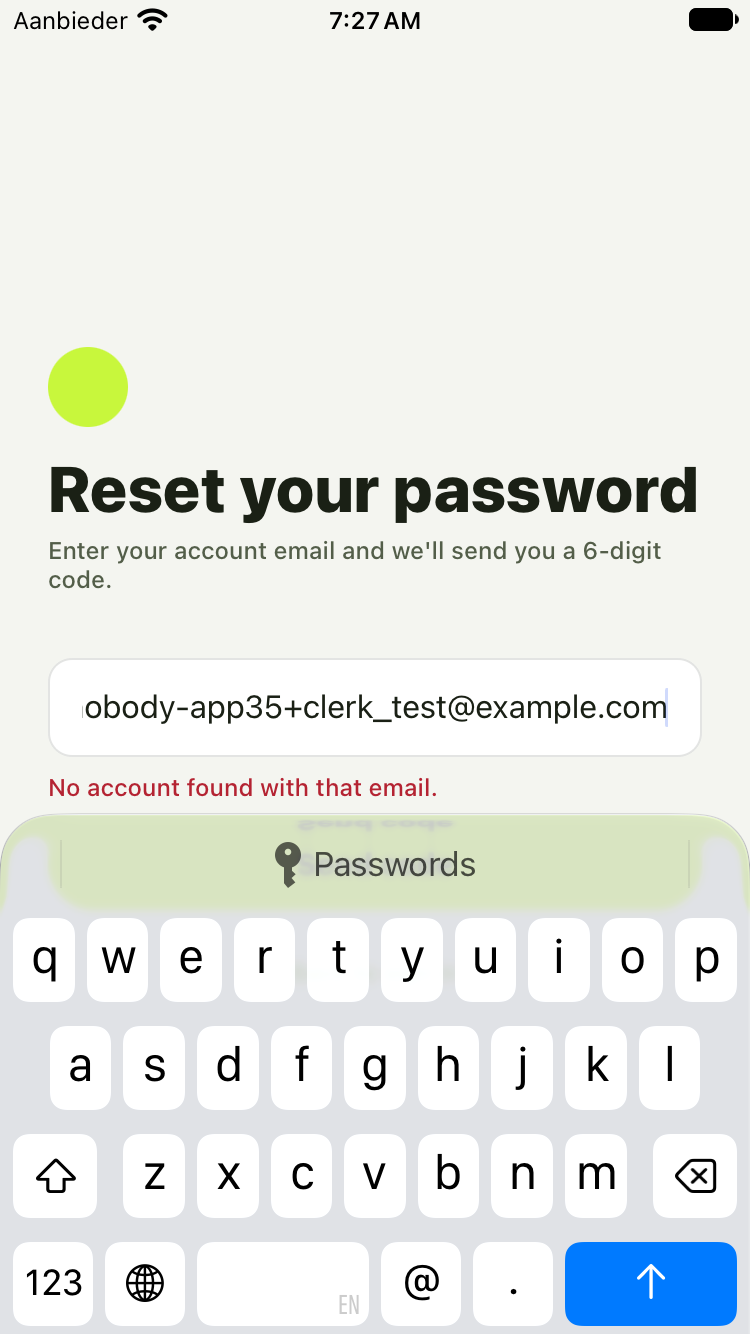 Aanbieder 7:27 AM
Reset your password
Enter your account email and we'll send you a 6-digit
code.
obody-app35+clerk_test@example.com
No account found with that email.
Passwords
q w e r t y u i o p
a s d f g h j k l
z x c v b n m
123 EN @ .